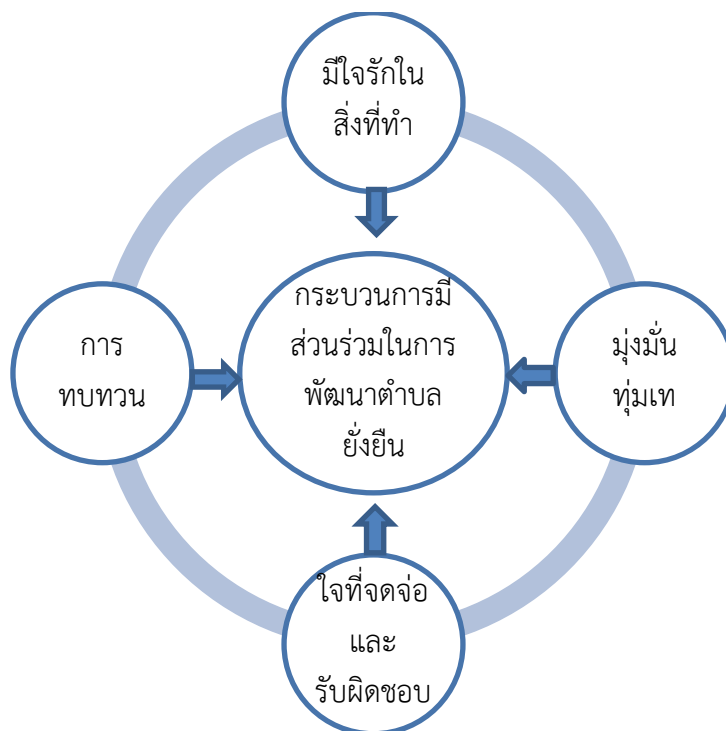 มีใจรักใน
สิ่งที่ทำ
กระบวนการมี
ส่วนร่วมในการ
พัฒนาตำบล
ยั่งยืน
การ
ทบทวน
มุ่งมั่น
ทุ่มเท
ใจที่จดจ่อ
และ
รับผิดชอบ